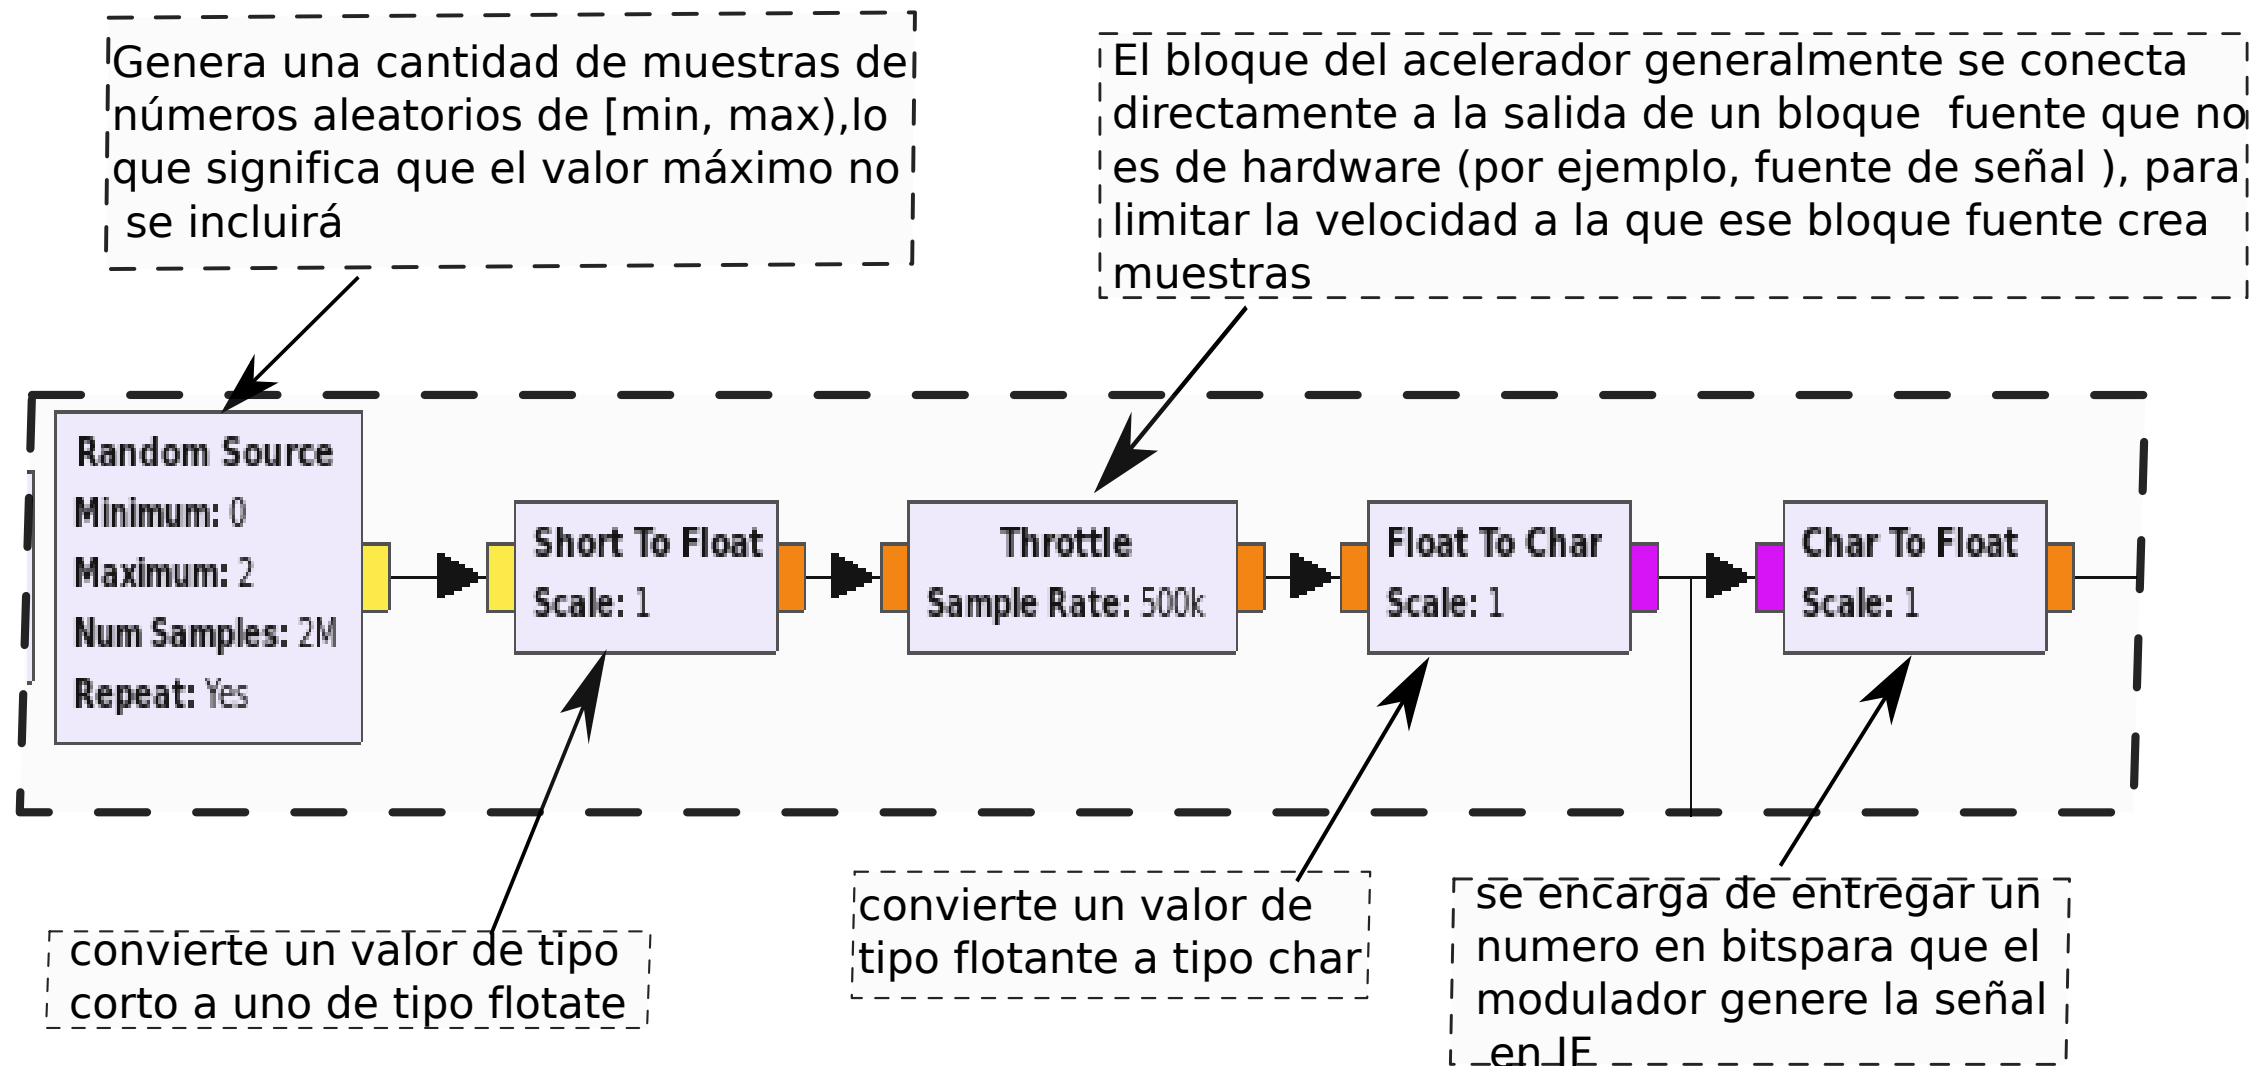 Genera una cantidad de muestras de
números aleatorios de [min, max),lo
que significa que el valor máximo no
se incluirá
El bloque del acelerador generalmente se conecta
directamente a la salida de un bloque  fuente que no
es de hardware (por ejemplo, fuente de señal ), para
limitar la velocidad a la que ese bloque fuente crea
muestras
Random Source
Minimum: 0
Maximum: 2
Num Samples: 2M
Repeat: Yes
Short To Float
Scale: 1
Throttle
Sample Rate: 500k
Float To Char
Scale: 1
Char To Float
Scale: 1
convierte un valor de tipo
corto a uno de tipo flotate
convierte un valor de
tipo flotante a tipo char
se encarga de entregar un
numero en bitspara que el
modulador genere la señal
en IF